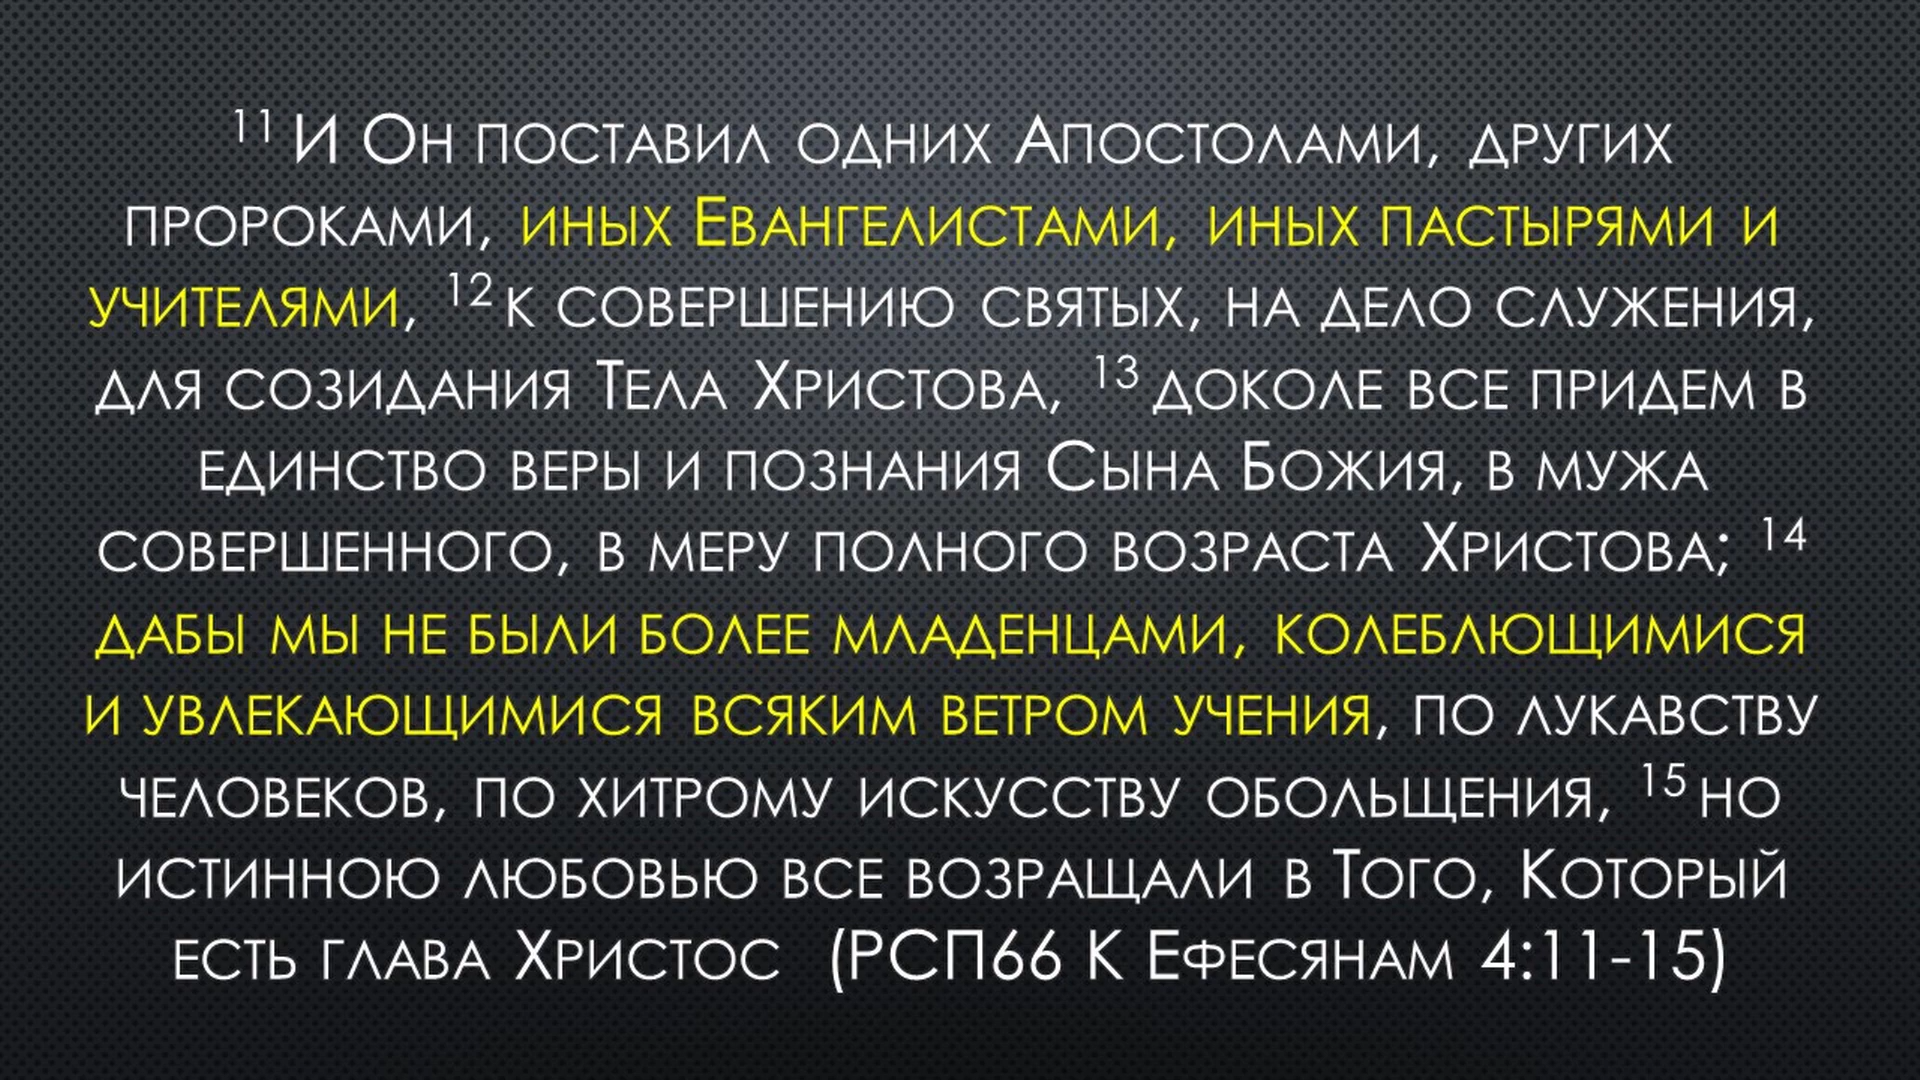 11 И Он поставил одних Апостолами, других
пророками, иных Евангелистами, иных пастырями и
учителями, 12 к совершению святых, на дело служения,
для созидания Тела Христова, 13 доколе все придем в
единство веры и познания Сына Божия, в мужа
совершенного, в меру полного возраста Христова; 14
дабы мы не были более младенцами, колеблющимися
и увлекающимися всяким ветром учения, по лукавству
человеков, по хитрому искусству обольщения, 15 но
истинною любовью все возращали в Того, Который
есть глава Христос (РСП66 К Ефесянам 4:11-15)